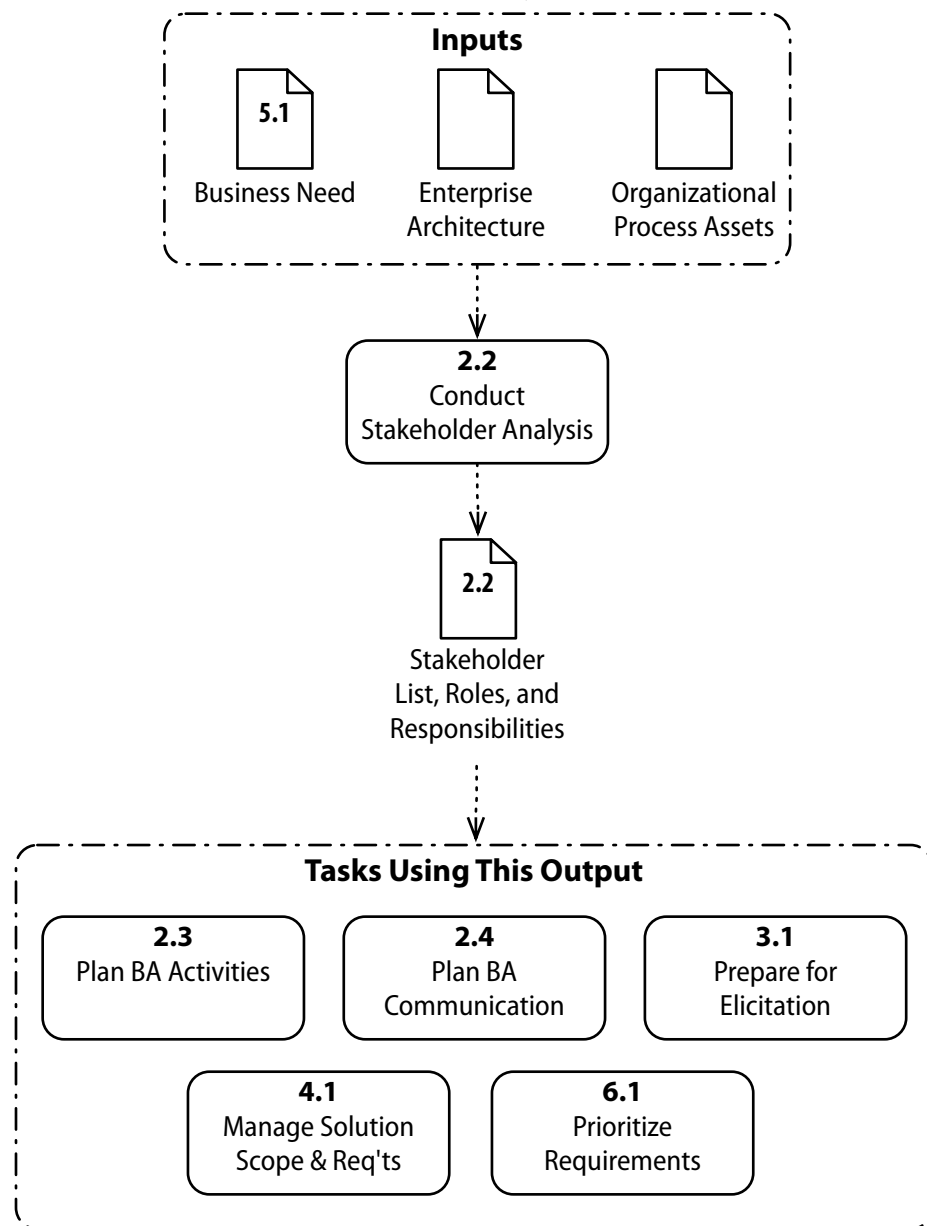 Inputs
5.1
Business Need
Enterprise
Architecture
Organizational
Process Assets
2.2
Conduct
Stakeholder Analysis
2.2
Stakeholder
List, Roles, and
Responsibilities
Tasks Using This Output
2.3
Plan BA Activities
2.4
Plan BA
Communication
3.1
Prepare for
Elicitation
4.1
Manage Solution
Scope & Req'ts
6.1
Prioritize
Requirements